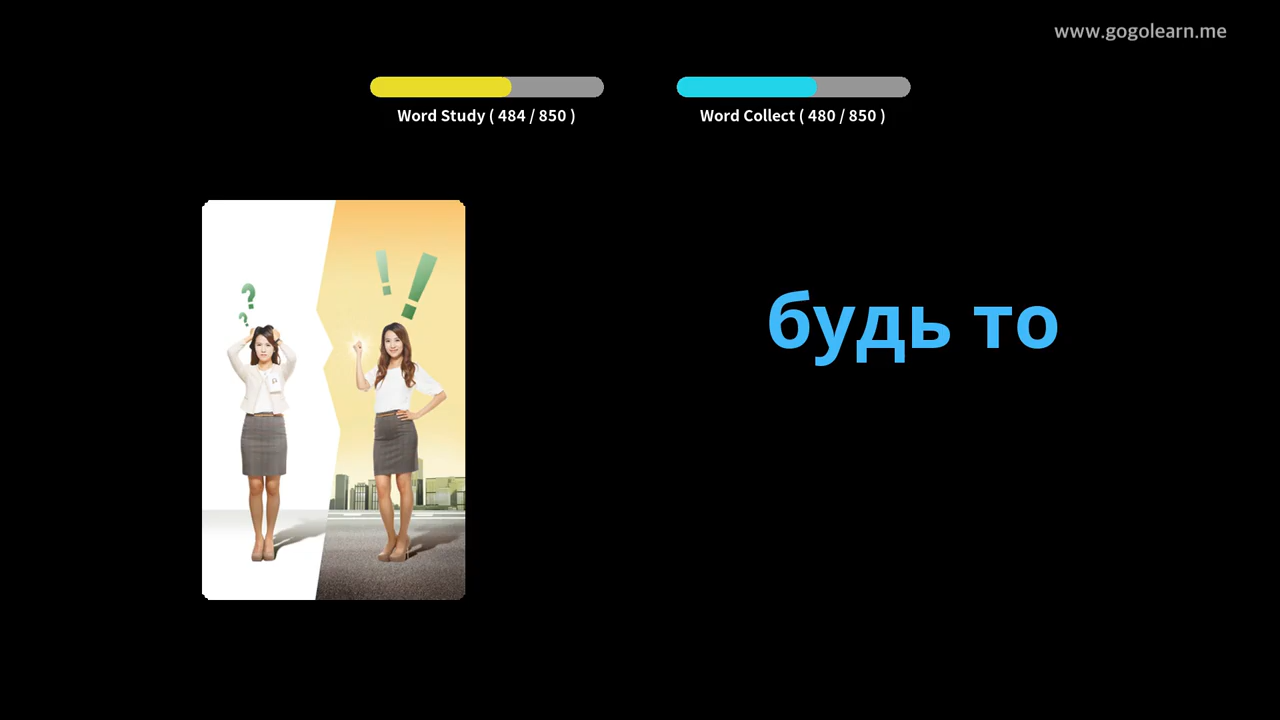 www.gogolearn.me
Word Study ( 484 / 850 )
Word Collect ( 480 / 850 )
? ? ! !
будь то